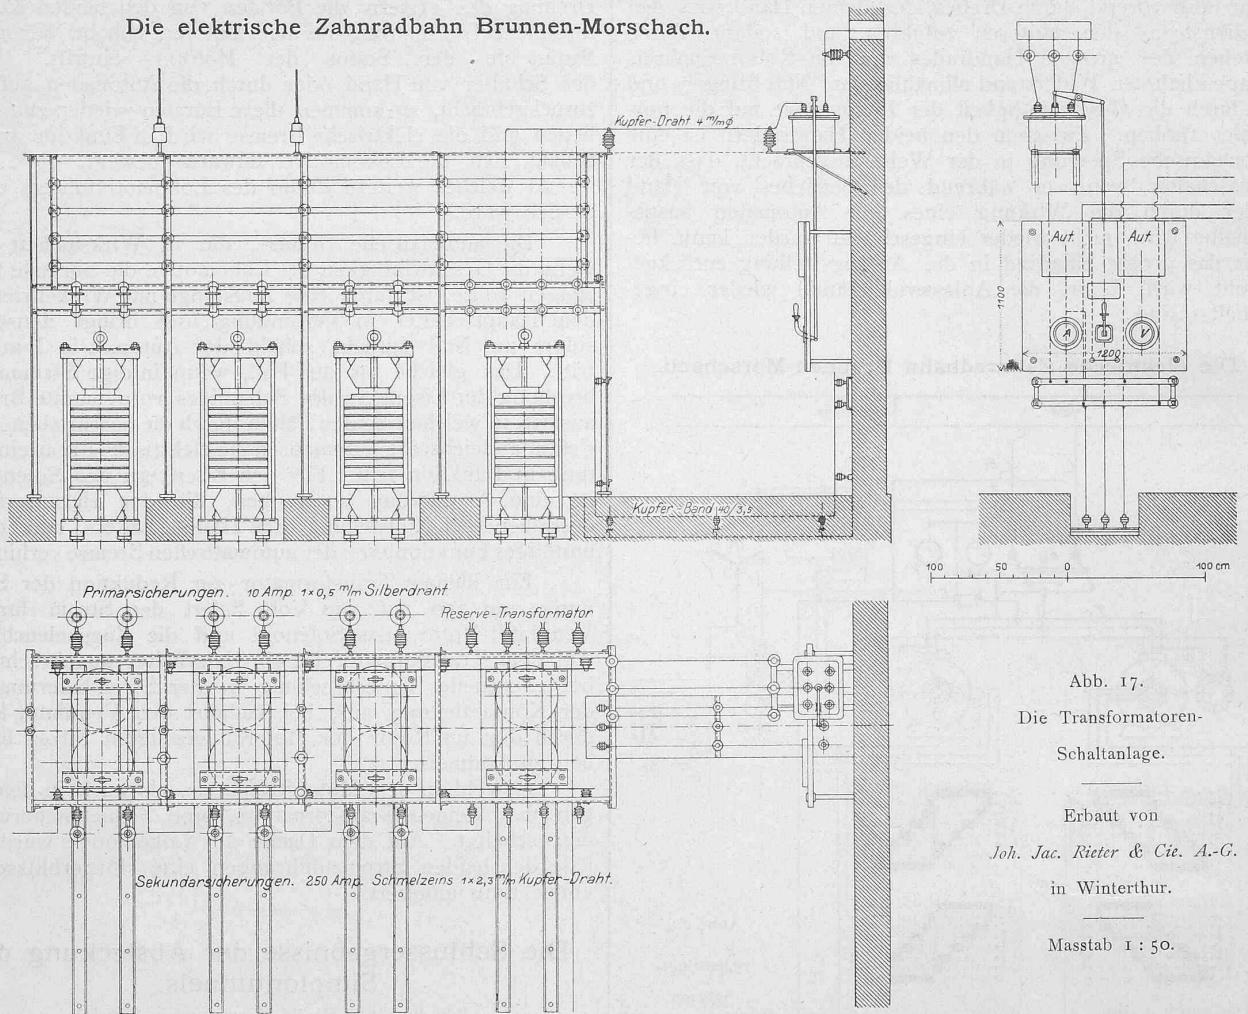 Die elektrische Zahnradbahn Brunnen-Morschach.
Kupfer-Draht 4 m/m φ
Aut. Aut.
1100
A V
1200
Kupfer-Band 40/3,5
100 50 0 100 cm
Primärsicherungen. 10 Amp. 1×0,5 m/m Silberdraht
Reserve-Transformator
Sekundärsicherungen. 250 Amp. Schmelzeins 1×2,3 m/m Kupfer-Draht.
Abb. 17.
Die Transformatoren-
Schaltanlage.
Erbaut von
Joh. Jac. Rieter & Cie. A.-G.
in Winterthur.
Masstab 1 : 50.